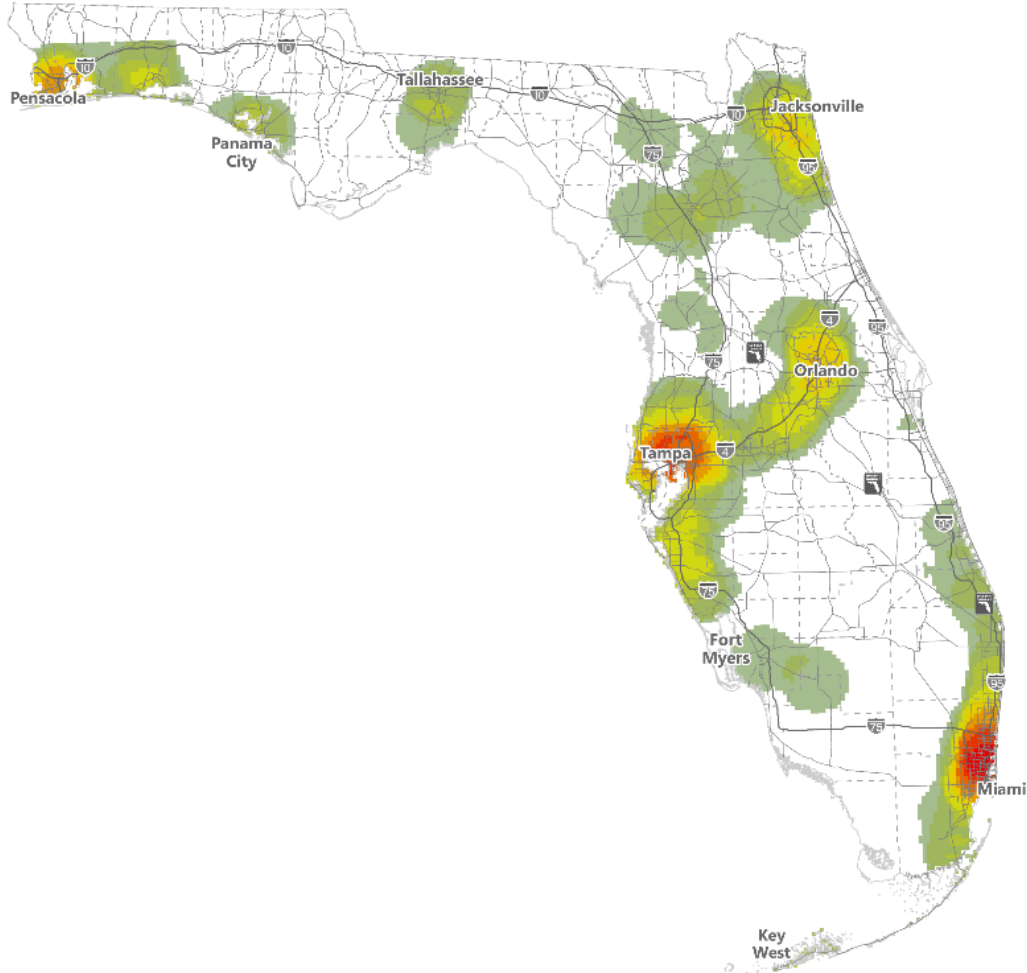 10
10
Pensacola
Tallahassee
10
10
Jacksonville
Panama
City
75
95
4
95
75
Orlando
Tampa
4
95
75
Fort
Myers
95
75
Miami
Key
West